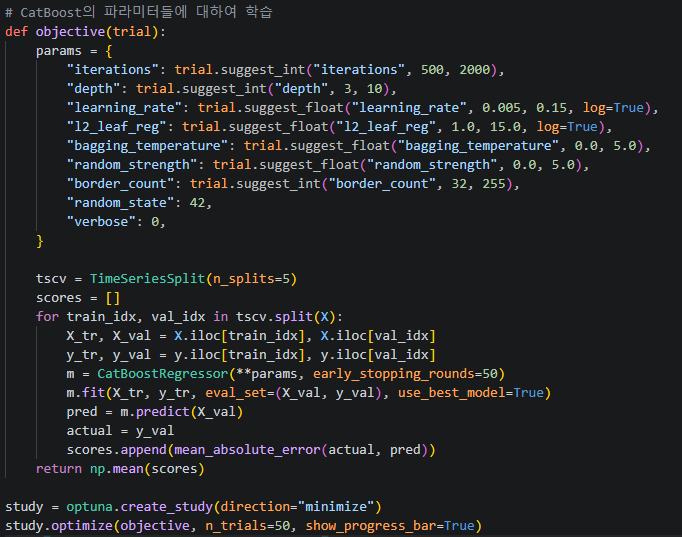 # CatBoost의 파라미터들에 대하여 학습
def objective(trial):
    params = {
        "iterations": trial.suggest_int("iterations", 500, 2000),
        "depth": trial.suggest_int("depth", 3, 10),
        "learning_rate": trial.suggest_float("learning_rate", 0.005, 0.15, log=True),
        "l2_leaf_reg": trial.suggest_float("l2_leaf_reg", 1.0, 15.0, log=True),
        "bagging_temperature": trial.suggest_float("bagging_temperature", 0.0, 5.0),
        "random_strength": trial.suggest_float("random_strength", 0.0, 5.0),
        "border_count": trial.suggest_int("border_count", 32, 255),
        "random_state": 42,
        "verbose": 0,
    }
    tscv = TimeSeriesSplit(n_splits=5)
    scores = []
    for train_idx, val_idx in tscv.split(X):
        X_tr, X_val = X.iloc[train_idx], X.iloc[val_idx]
        y_tr, y_val = y.iloc[train_idx], y.iloc[val_idx]
        m = CatBoostRegressor(**params, early_stopping_rounds=50)
        m.fit(X_tr, y_tr, eval_set=(X_val, y_val), use_best_model=True)
        pred = m.predict(X_val)
        actual = y_val
        scores.append(mean_absolute_error(actual, pred))
    return np.mean(scores)
study = optuna.create_study(direction="minimize")
study.optimize(objective, n_trials=50, show_progress_bar=True)